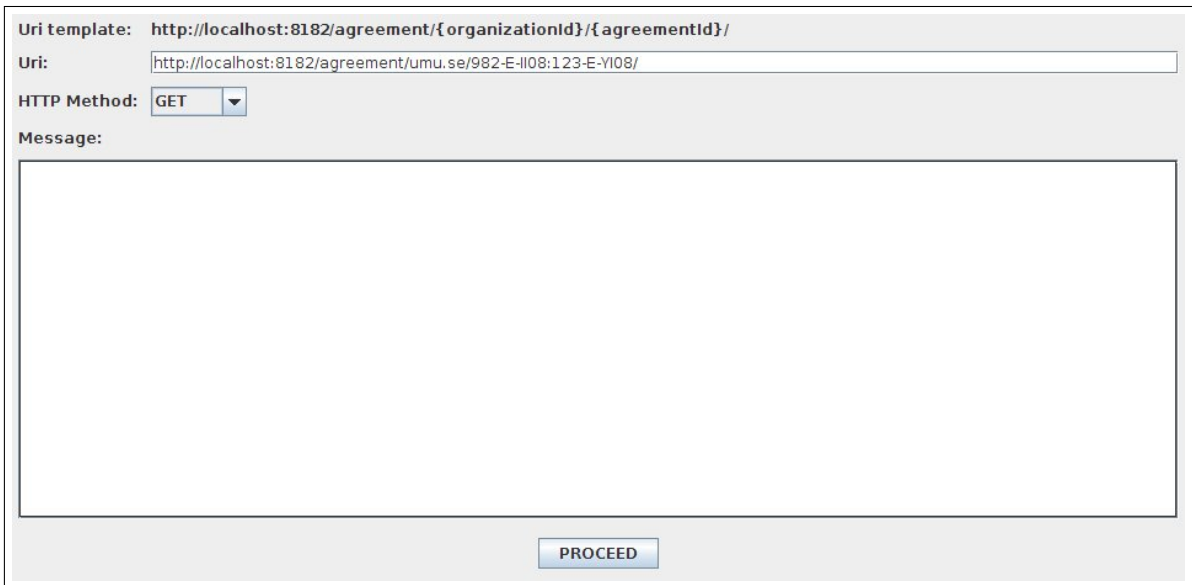 Uri template: http://localhost:8182/agreement/{organizationId}/{agreementId}/
Uri: http://localhost:8182/agreement/umu.se/982-E-II08:123-E-YI08/
HTTP Method: GET
Message:
PROCEED